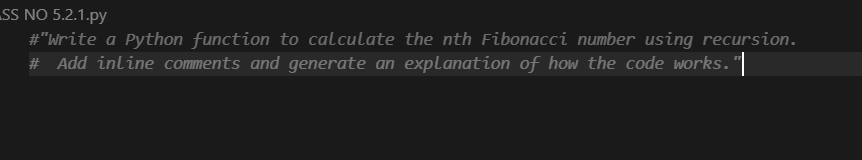 ASS NO 5.2.1.py
#"Write a Python function to calculate the nth Fibonacci number using recursion.
#  Add inline comments and generate an explanation of how the code works."